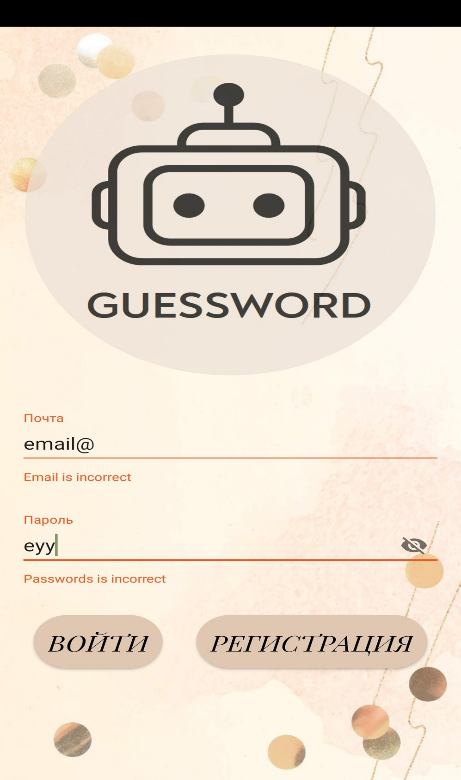 GUESSWORD
Почта
email@
Email is incorrect
Пароль
eyy
Passwords is incorrect
ВОЙТИ
РЕГИСТРАЦИЯ